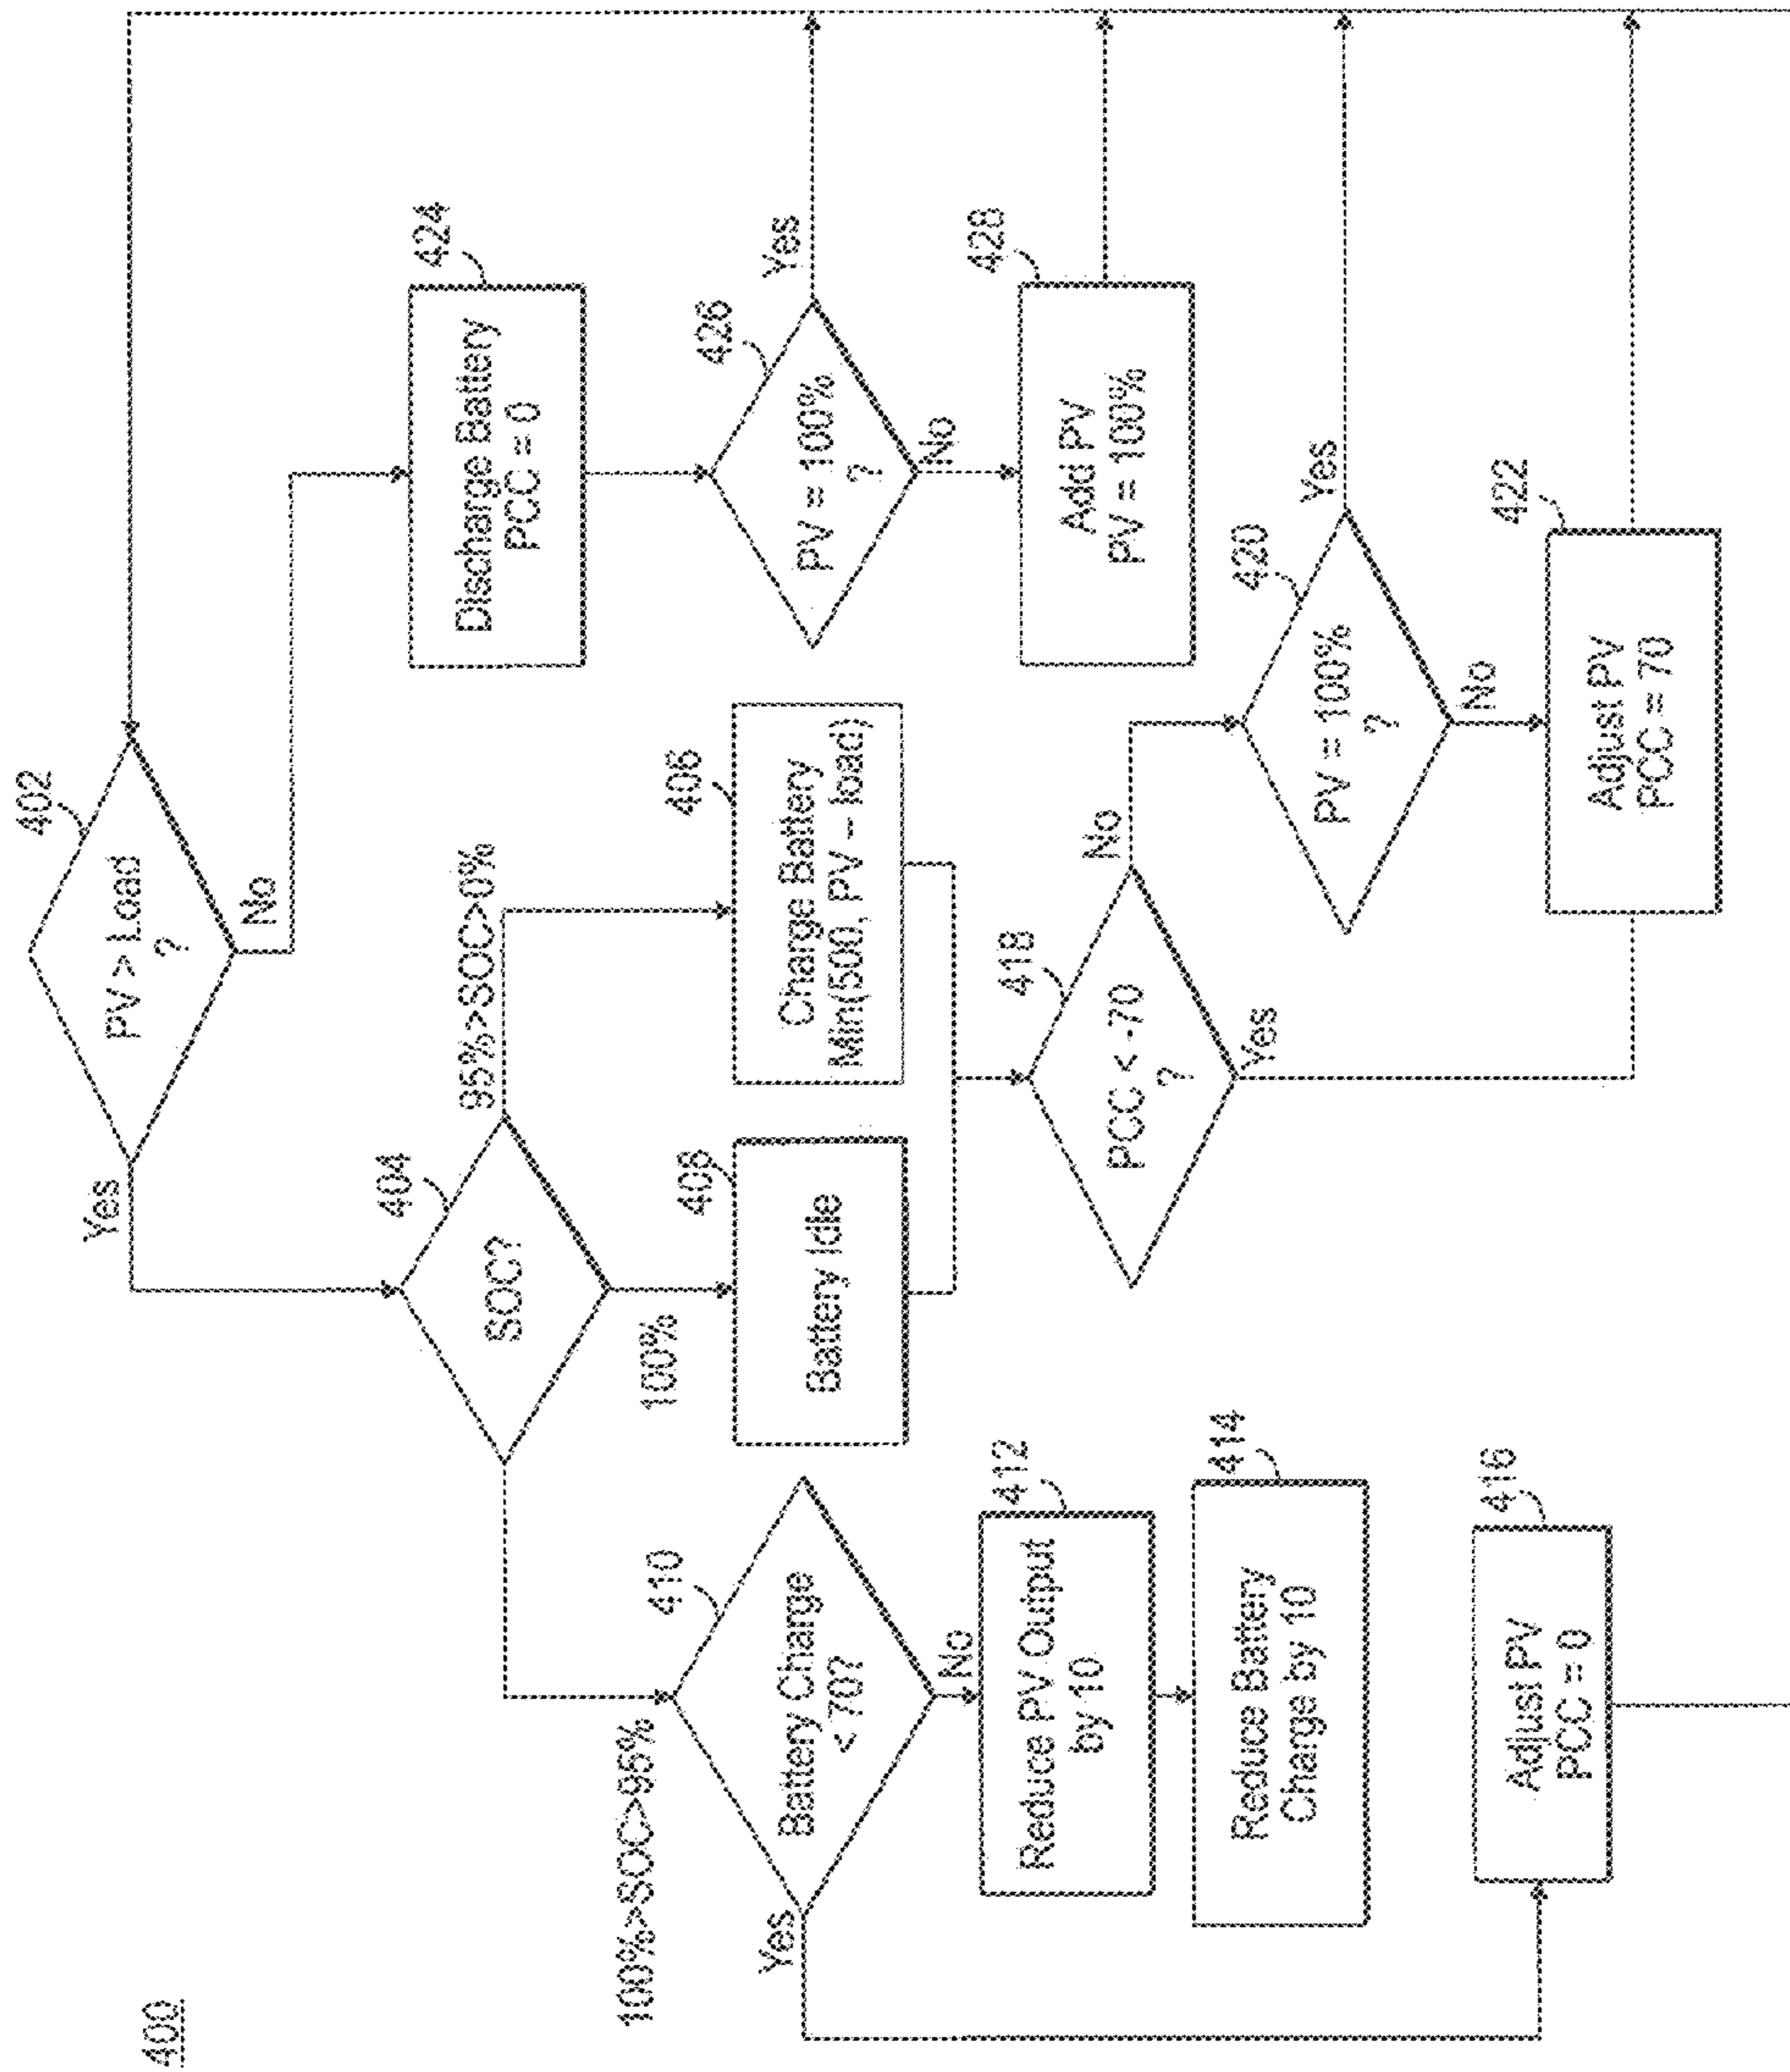 400
402
PV > Load
?
Yes
No
404
SOC?
95%>SOC>0%
100%
100%>SOC>95%
406
Charge Battery
Min(500, PV – load)
408
Battery Idle
410
Battery Charge
< 70?
Yes
No
412
Reduce PV Output
by 10
414
Reduce Battery
Charge by 10
416
Adjust PV
PCC = 0
418
PCC < -70
?
Yes
No
420
PV = 100%
?
Yes
No
422
Adjust PV
PCC = 70
424
Discharge Battery
PCC = 0
426
PV = 100%
?
Yes
No
428
Add PV
PV = 100%